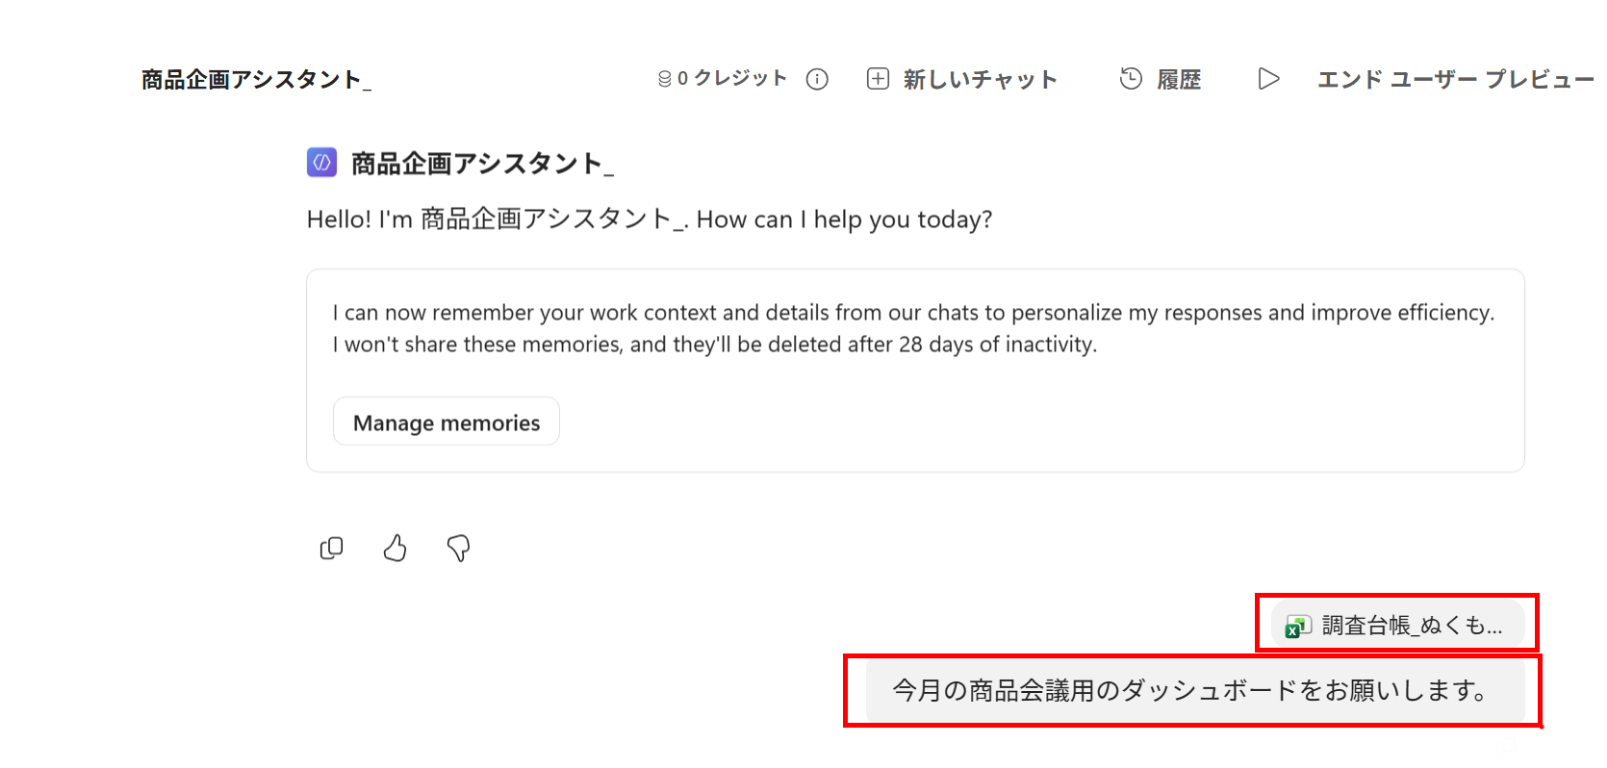 商品企画アシスタント_
0 クレジット
新しいチャット
履歴
エンド ユーザー プレビュー
商品企画アシスタント_
Hello! I'm 商品企画アシスタント_. How can I help you today?
I can now remember your work context and details from our chats to personalize my responses and improve efficiency.
I won't share these memories, and they'll be deleted after 28 days of inactivity.
Manage memories
調査台帳_ぬくも...
今月の商品会議用のダッシュボードをお願いします。